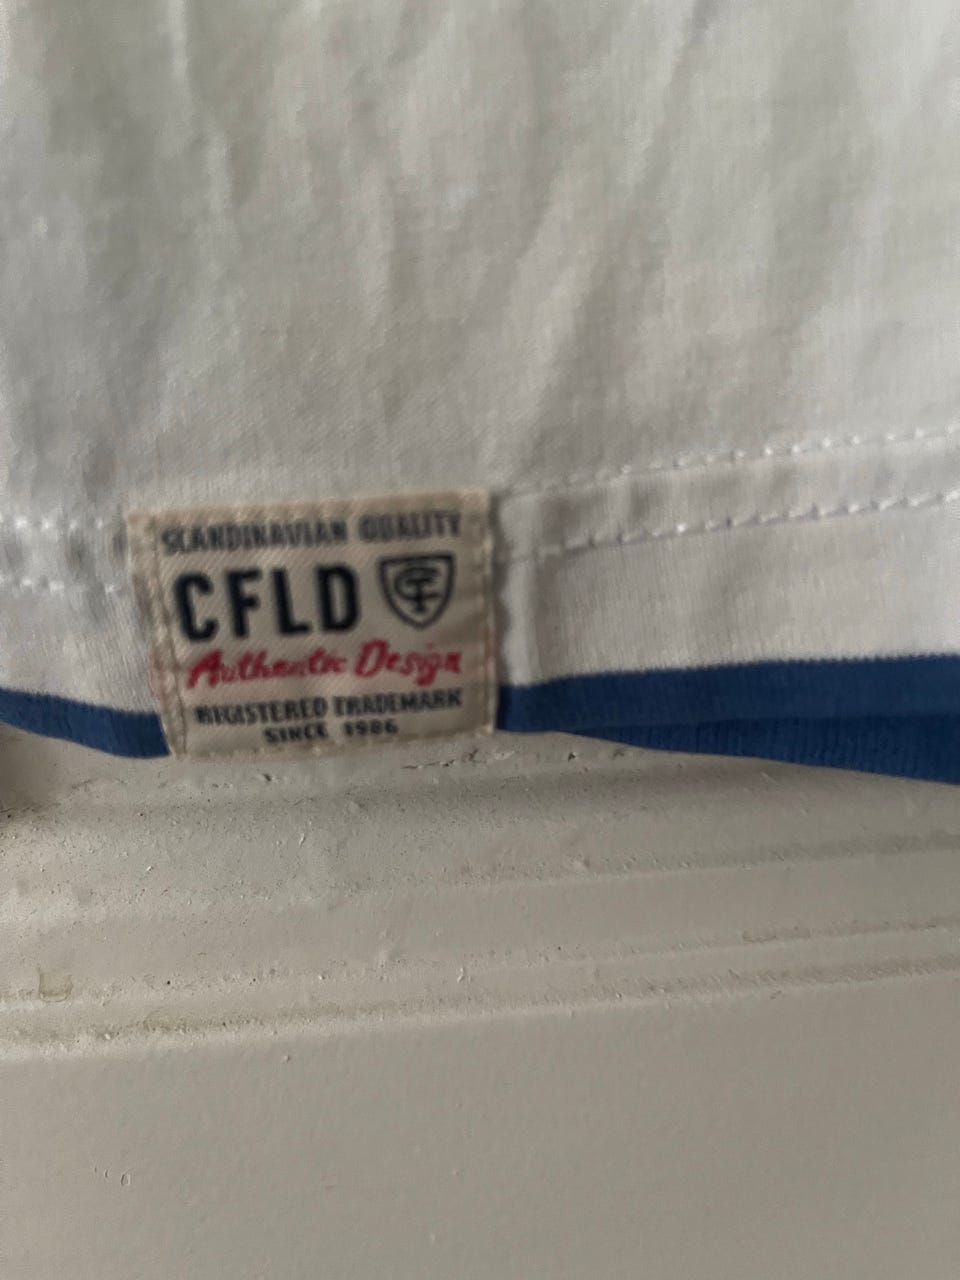 SCANDINAVIAN QUALITY
CFLD
Authentic Design
REGISTERED TRADEMARK
SINCE 1986